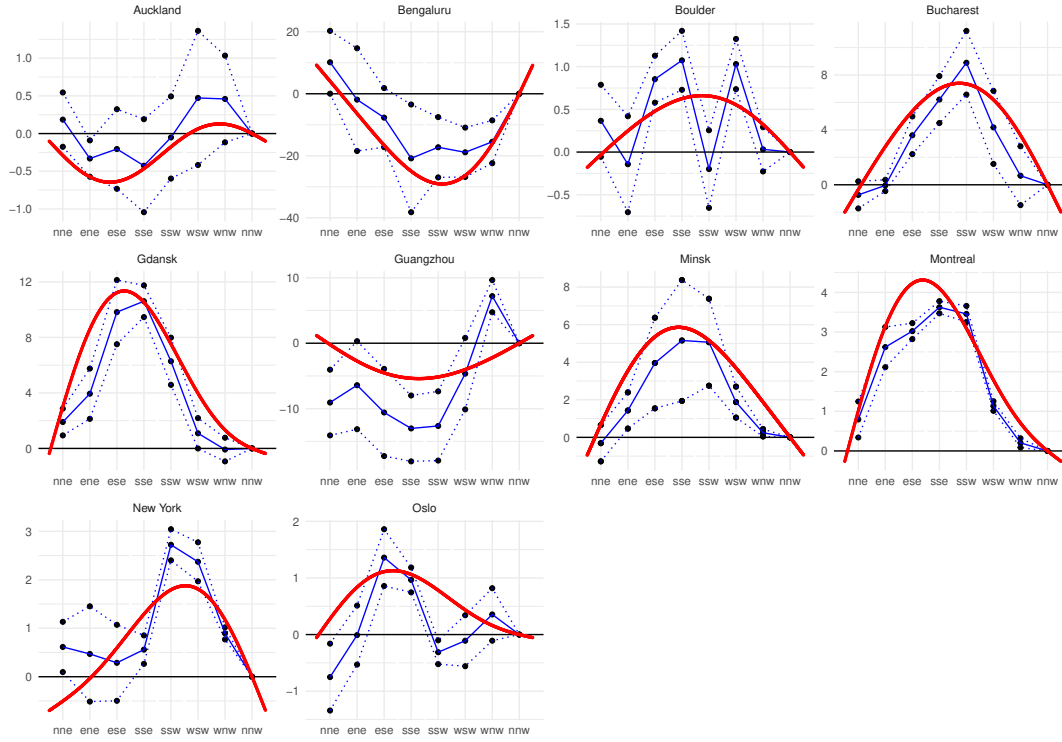 Auckland
1.0
0.5
0.0
−0.5
−1.0
nne ene ese sse ssw wsw wnw nnw
Bengaluru
20
0
−20
−40
nne ene ese sse ssw wsw wnw nnw
Boulder
1.5
1.0
0.5
0.0
−0.5
nne ene ese sse ssw wsw wnw nnw
Bucharest
8
4
0
nne ene ese sse ssw wsw wnw nnw
Gdansk
12
8
4
0
nne ene ese sse ssw wsw wnw nnw
Guangzhou
10
0
−10
nne ene ese sse ssw wsw wnw nnw
Minsk
8
6
4
2
0
nne ene ese sse ssw wsw wnw nnw
Montreal
4
3
2
1
0
nne ene ese sse ssw wsw wnw nnw
New York
3
2
1
0
nne ene ese sse ssw wsw wnw nnw
Oslo
2
1
0
−1
nne ene ese sse ssw wsw wnw nnw